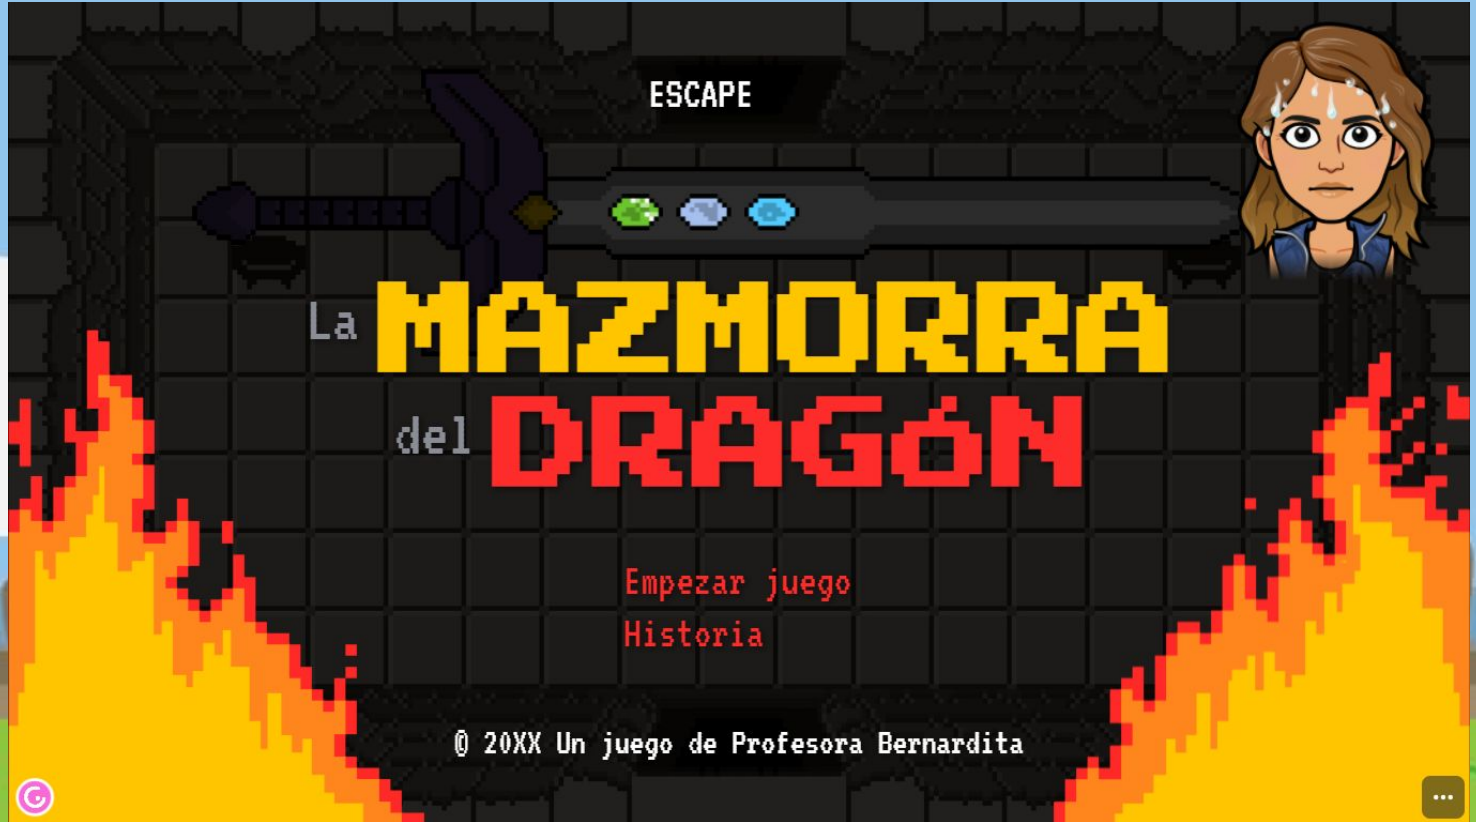 ESCAPE
La MAZMORRA
del DRAGÓN
Empezar juego
Historia
© 20XX Un juego de Profesora Bernardita